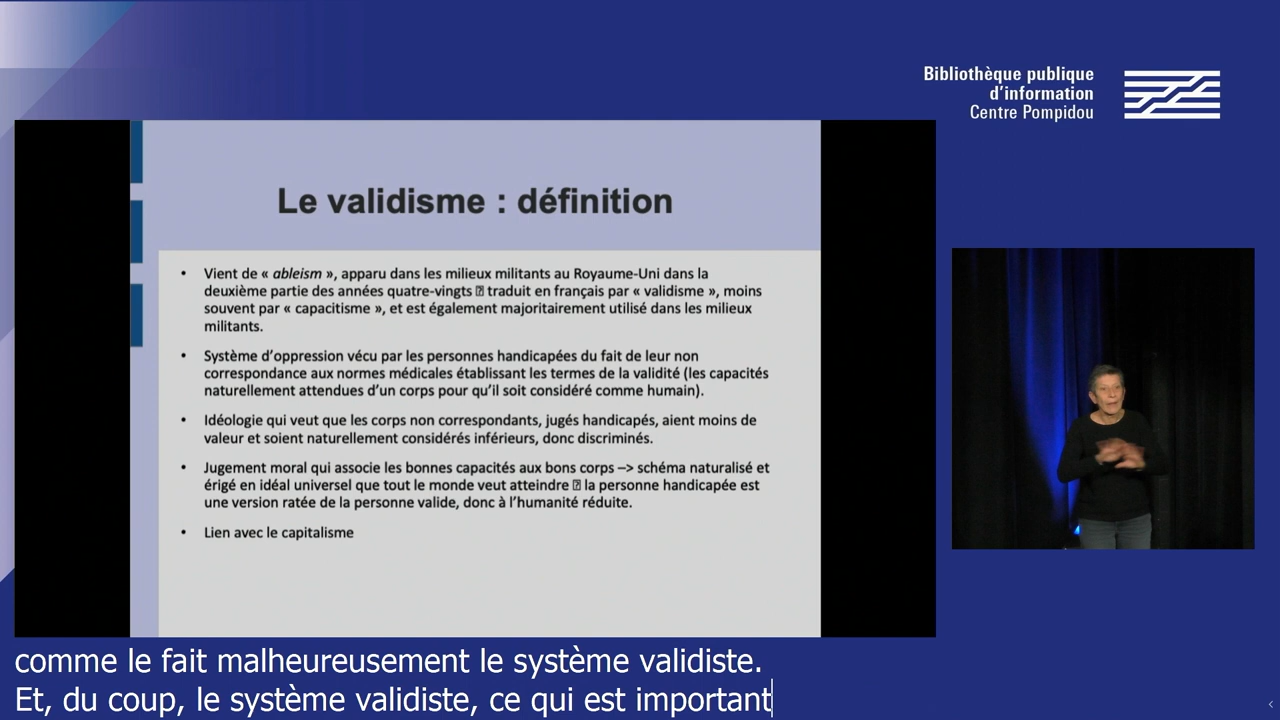 Bibliothèque publique
d'information
Centre Pompidou
Le validisme : définition
• Vient de « ableism », apparu dans les milieux militants au Royaume-Uni dans la
deuxième partie des années quatre-vingts ⍰ traduit en français par « validisme », moins
souvent par « capacitisme », et est également majoritairement utilisé dans les milieux
militants.
• Système d'oppression vécu par les personnes handicapées du fait de leur non
correspondance aux normes médicales établissant les termes de la validité (les capacités
naturellement attendues d'un corps pour qu'il soit considéré comme humain).
• Idéologie qui veut que les corps non correspondants, jugés handicapés, aient moins de
valeur et soient naturellement considérés inférieurs, donc discriminés.
• Jugement moral qui associe les bonnes capacités aux bons corps –> schéma naturalisé et
érigé en idéal universel que tout le monde veut atteindre ⍰ la personne handicapée est
une version ratée de la personne valide, donc à l'humanité réduite.
• Lien avec le capitalisme
comme le fait malheureusement le système validiste.
Et, du coup, le système validiste, ce qui est important